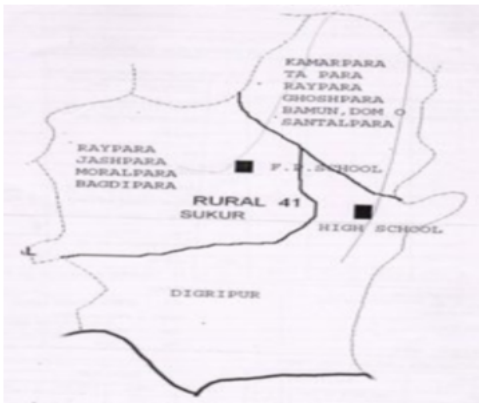 KAMARPARA
TA PARA
RAYPARA
GHOSHPARA
BAMUN, DOM O
SANTALPARA
RAYPARA
JASHPARA
MORALPARA
BAGDIPARA
F.P.SCHOOL
RURAL 41
SUKUR
HIGH SCHOOL
DIGRIPUR